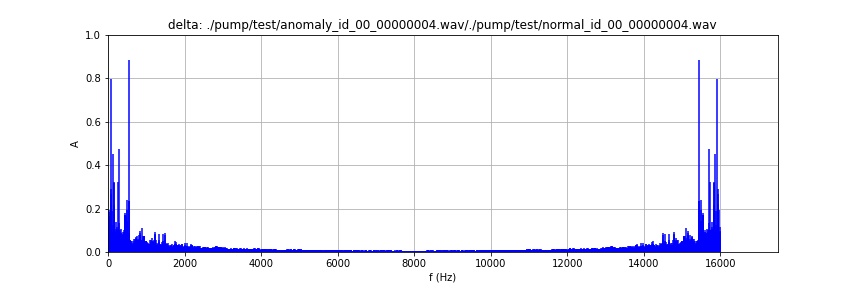 delta: ./pump/test/anomaly_id_00_00000004.wav/./pump/test/normal_id_00_00000004.wav
1.0
0.8
0.6
A
0.4
0.2
0.0
0 2000 4000 6000 8000 10000 12000 14000 16000
f (Hz)